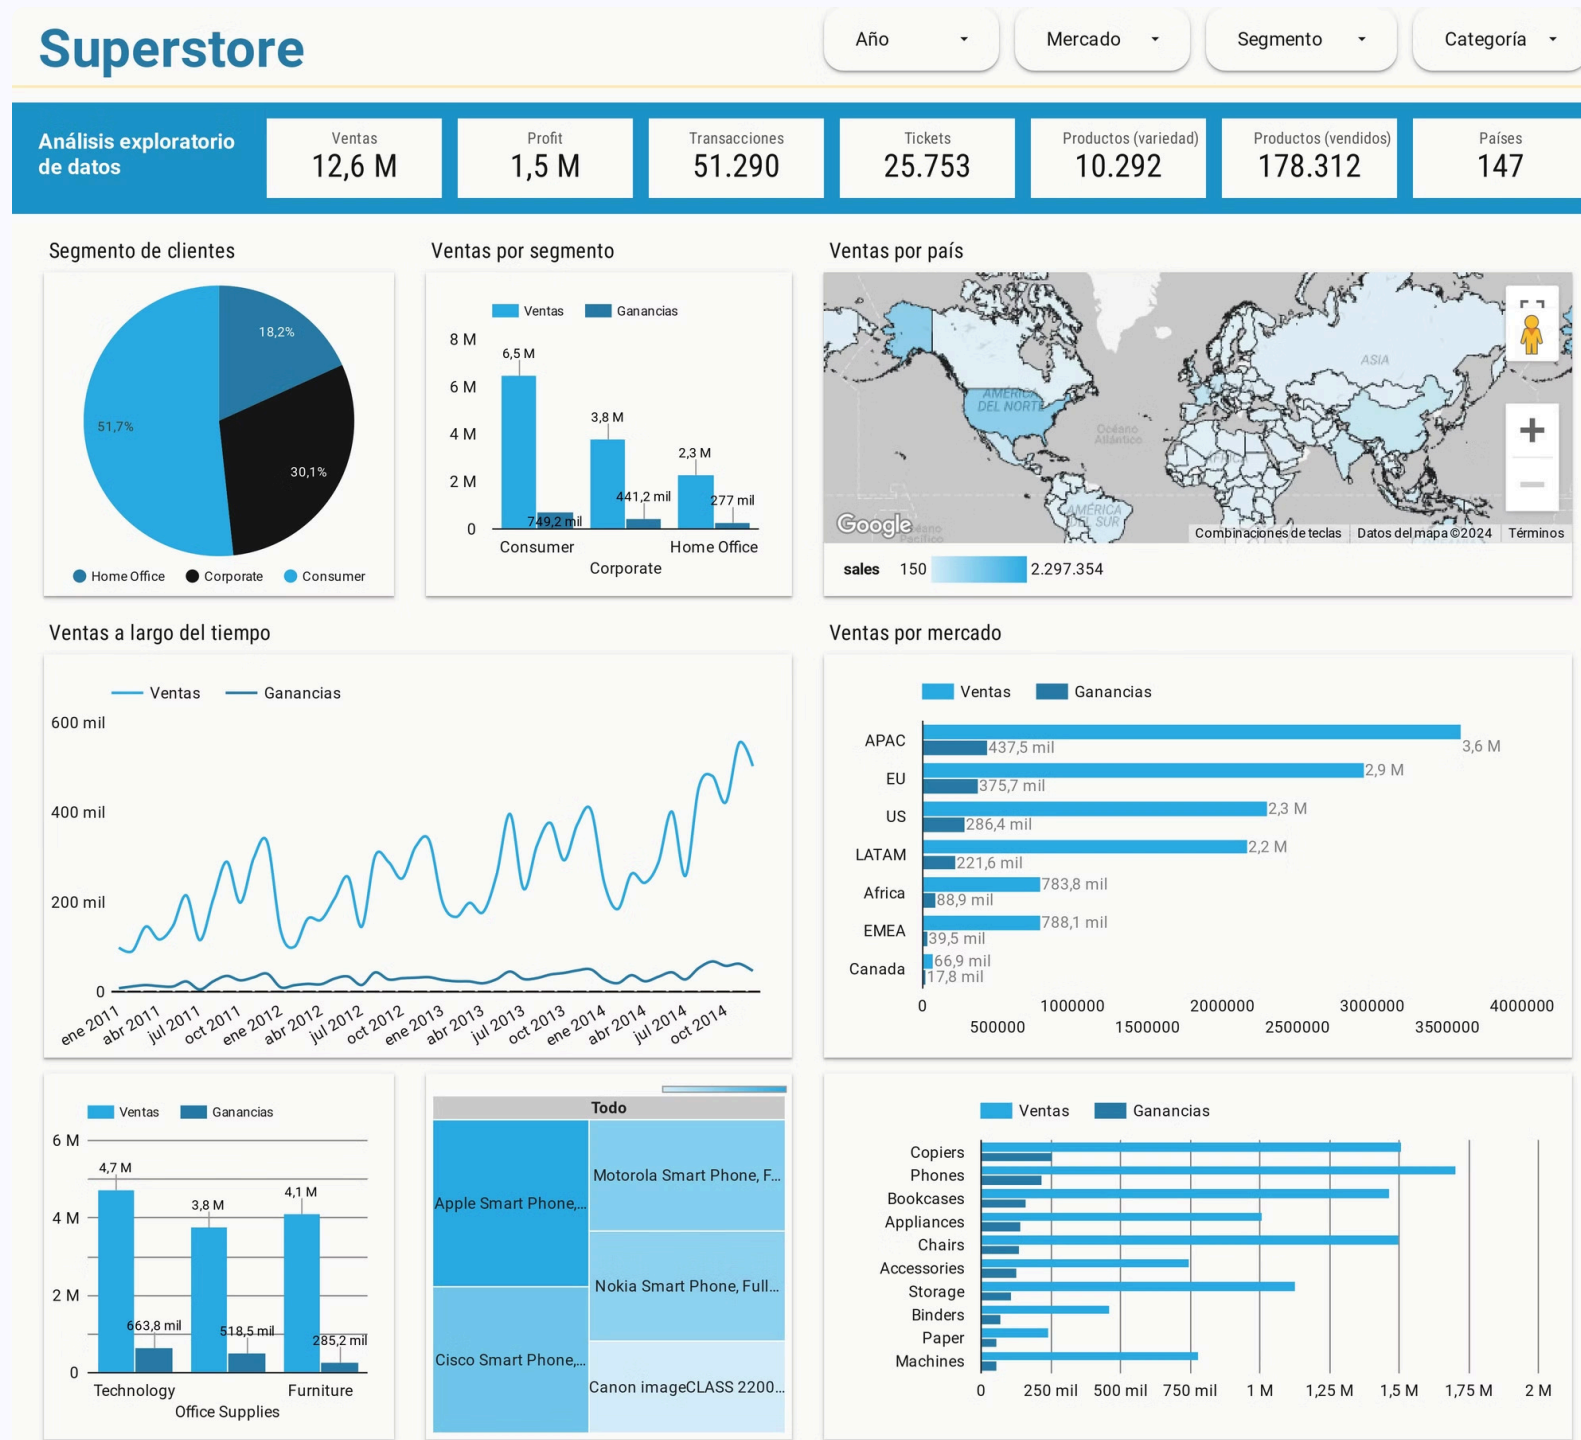 Superstore
Año
Mercado
Segmento
Categoría
Análisis exploratorio
de datos
Ventas
12,6 M
Profit
1,5 M
Transacciones
51.290
Tickets
25.753
Productos (variedad)
10.292
Productos (vendidos)
178.312
Países
147
Segmento de clientes
18,2%
51,7%
30,1%
Home Office
Corporate
Consumer
Ventas por segmento
Ventas
Ganancias
8 M
6 M
4 M
2 M
0
6,5 M
3,8 M
2,3 M
749,2 mil
441,2 mil
277 mil
Consumer
Home Office
Corporate
Ventas por país
ASIA
AMÉRICA
DEL NORTE
Océano
Atlántico
ÁFRICA
AMÉRICA
DEL SUR
Google
Océano
Pacífico
Combinaciones de teclas
Datos del mapa ©2024
Términos
sales
150
2.297.354
Ventas a largo del tiempo
Ventas
Ganancias
600 mil
400 mil
200 mil
0
ene 2011
abr 2011
jul 2011
oct 2011
ene 2012
abr 2012
jul 2012
oct 2012
ene 2013
abr 2013
jul 2013
oct 2013
ene 2014
abr 2014
jul 2014
oct 2014
Ventas por mercado
Ventas
Ganancias
APAC
3,6 M
437,5 mil
EU
2,9 M
375,7 mil
US
2,3 M
286,4 mil
LATAM
2,2 M
221,6 mil
Africa
783,8 mil
88,9 mil
EMEA
788,1 mil
39,5 mil
Canada
66,9 mil
17,8 mil
0
1000000
2000000
3000000
4000000
500000
1500000
2500000
3500000
Ventas
Ganancias
6 M
4 M
2 M
0
4,7 M
3,8 M
4,1 M
663,8 mil
518,5 mil
285,2 mil
Technology
Furniture
Office Supplies
Todo
Apple Smart Phone,...
Motorola Smart Phone, F...
Nokia Smart Phone, Full...
Cisco Smart Phone,...
Canon imageCLASS 2200...
Ventas
Ganancias
Copiers
Phones
Bookcases
Appliances
Chairs
Accessories
Storage
Binders
Paper
Machines
0
250 mil
500 mil
750 mil
1 M
1,25 M
1,5 M
1,75 M
2 M